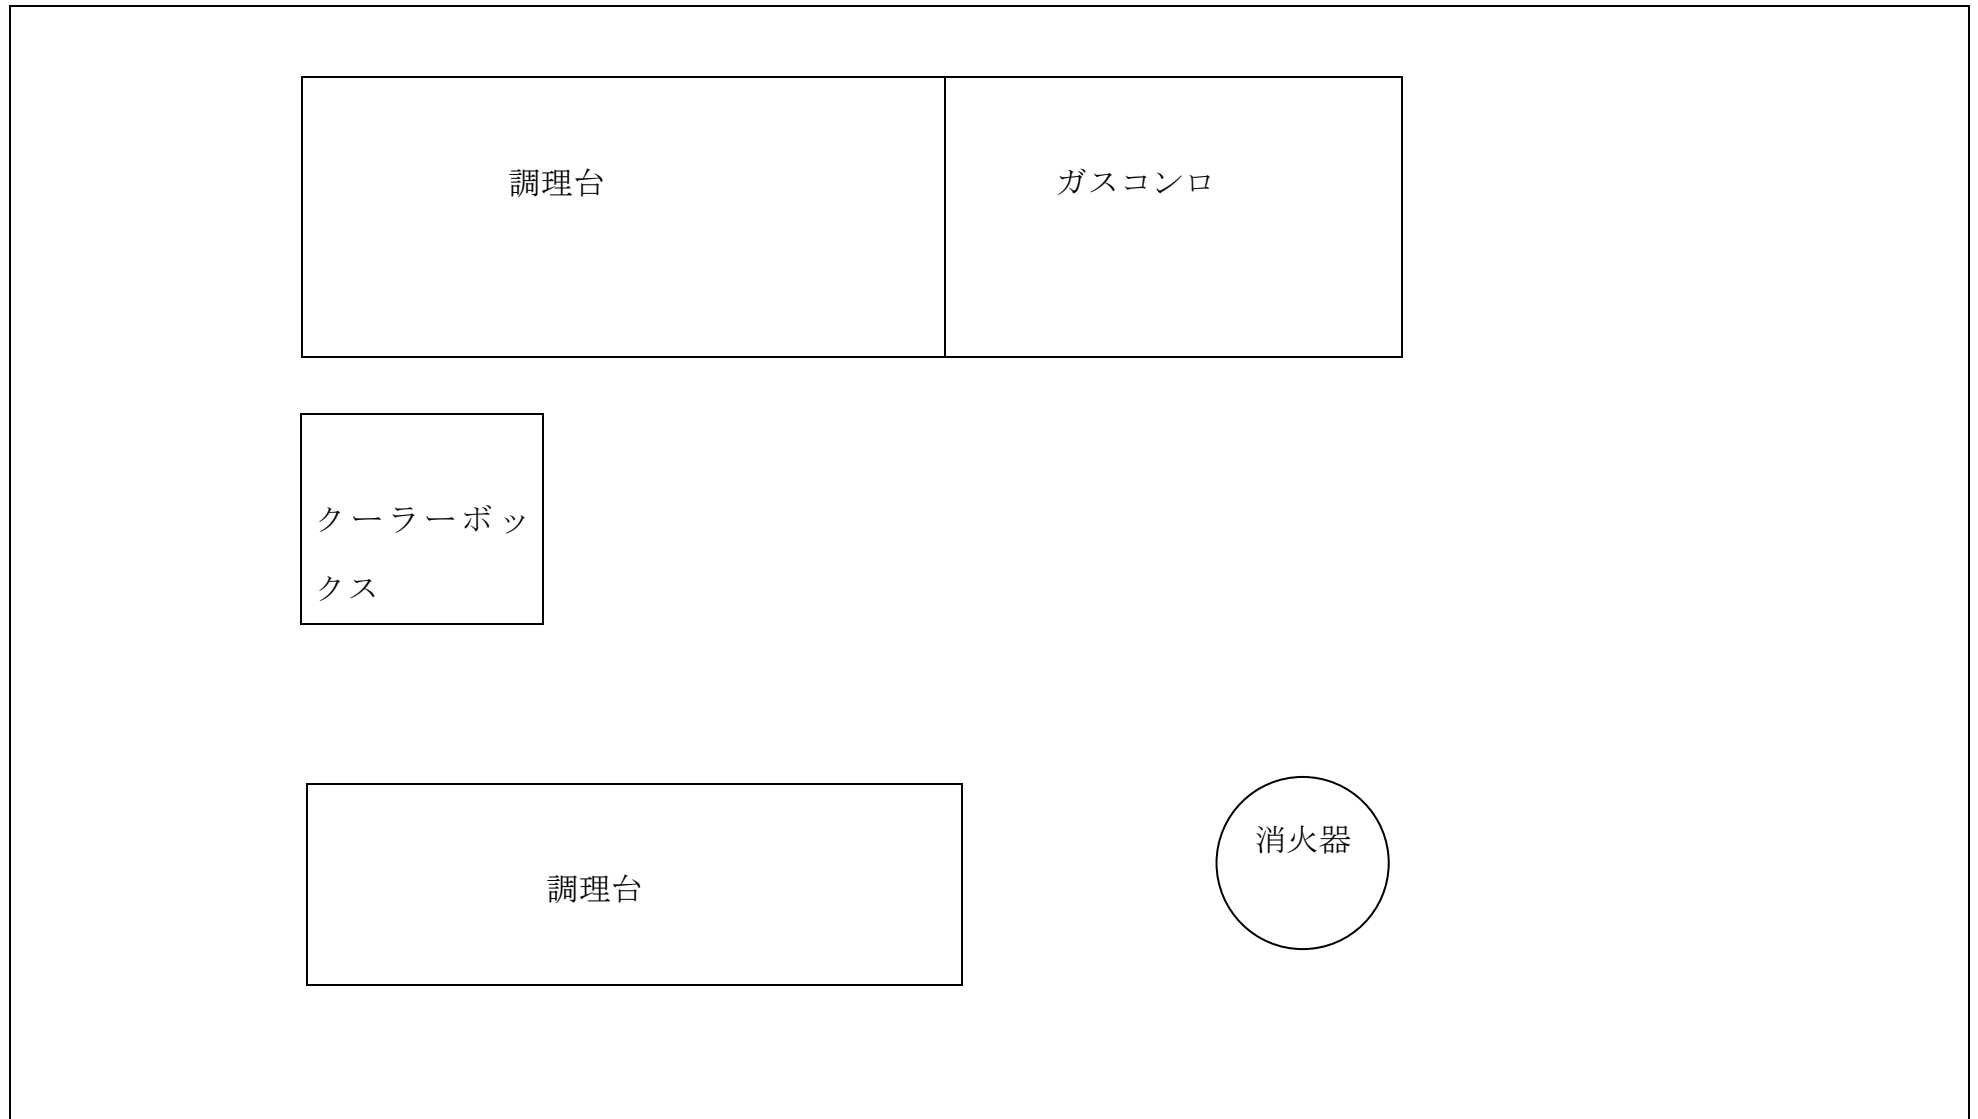 調理台
ガスコンロ
クーラーボッ
クス
調理台
消火器